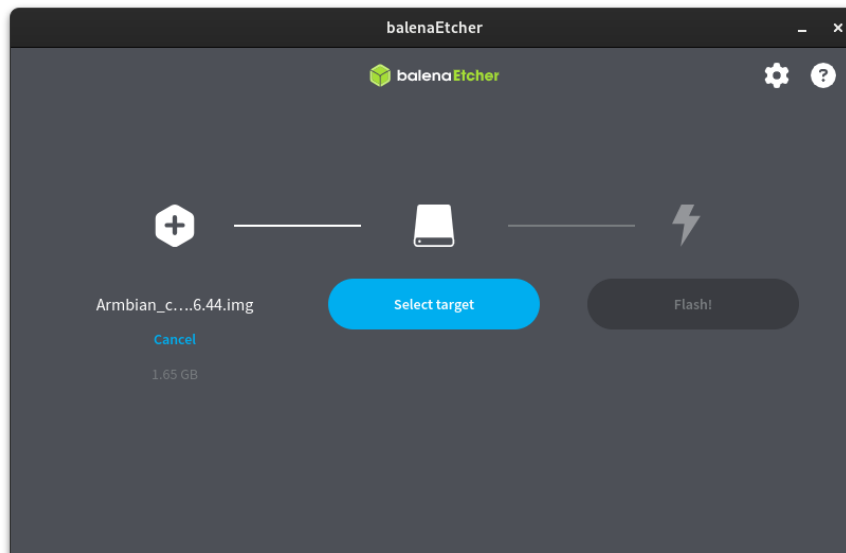 balenaEtcher
balenaEtcher
?
Armbian_c....6.44.img
Select target
Flash!
Cancel
1.65 GB